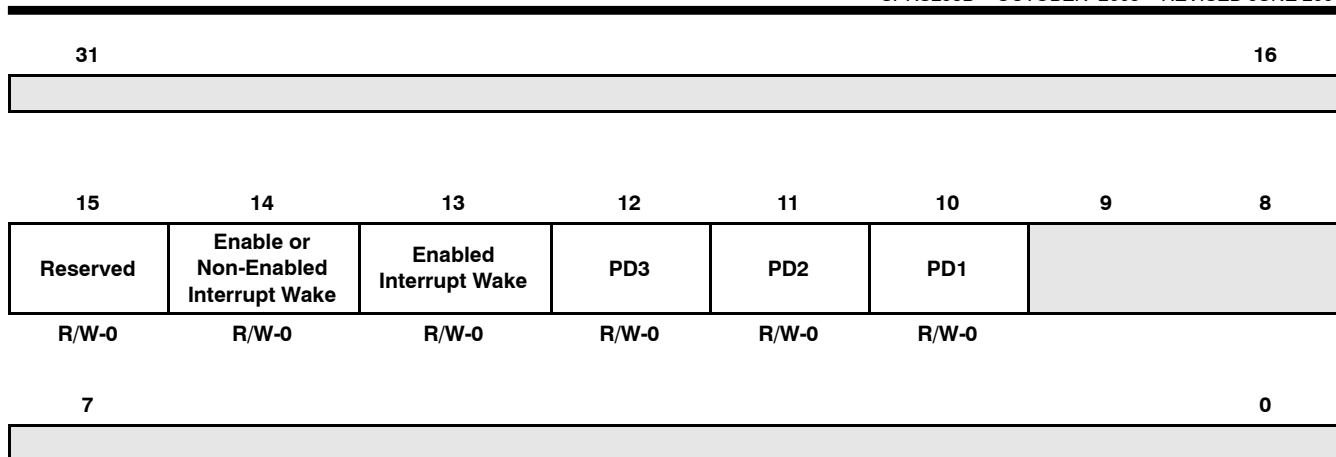 31 16
15 14 13 12 11 10 9 8
Reserved
Enable or
Non-Enabled
Interrupt Wake
Enabled
Interrupt Wake
PD3 PD2 PD1
R/W-0 R/W-0 R/W-0 R/W-0 R/W-0 R/W-0
7 0